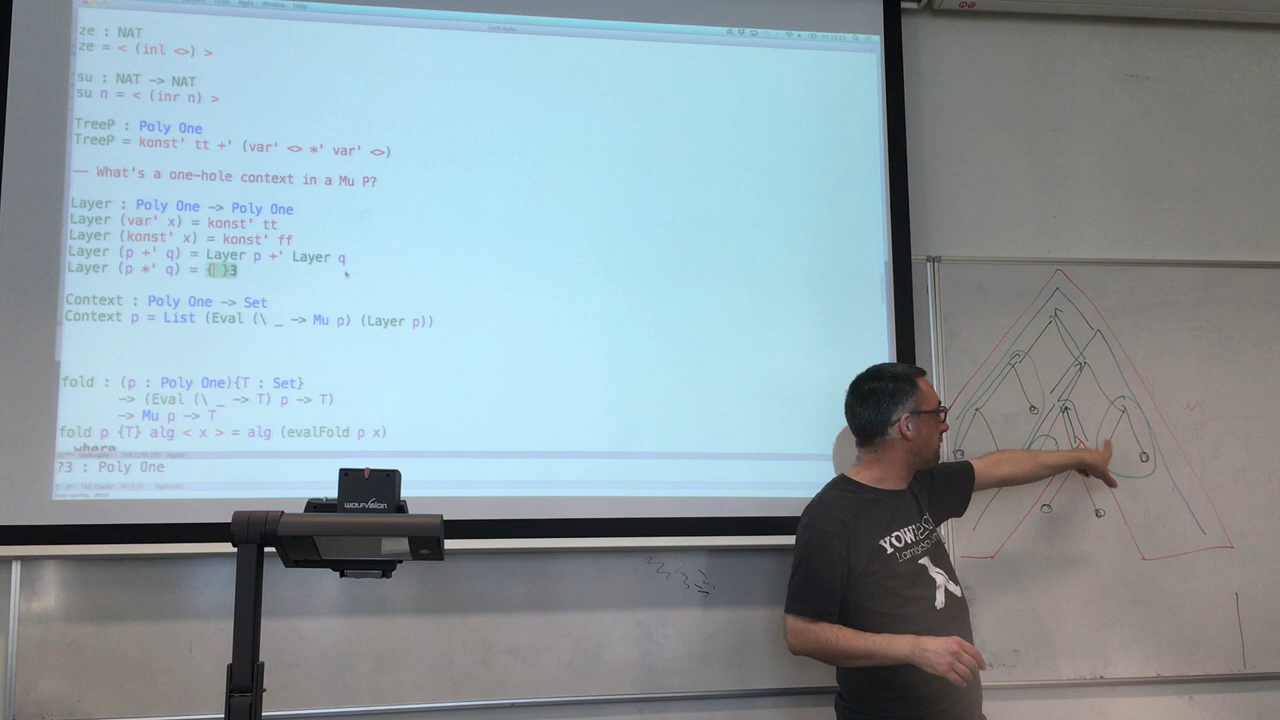 ze : NAT
ze = < (inl <>) >
su : NAT -> NAT
su n = < (inr n) >
TreeP : Poly One
TreeP = konst' tt +' (var' <> *' var' <>)
-- What's a one-hole context in a Mu P?
Layer : Poly One -> Poly One
Layer (var' x) = konst' tt
Layer (konst' x) = konst' ff
Layer (p +' q) = Layer p +' Layer q
Layer (p *' q) = { }3
Context : Poly One -> Set
Context p = List (Eval (\ _ -> Mu p) (Layer p))
fold : (p : Poly One){T : Set}
-> (Eval (\ _ -> T) p -> T)
-> Mu p -> T
fold p {T} alg < x > = alg (evalFold p x)
where
?3 : Poly One
WOLFVISION
YOW!
Lambda